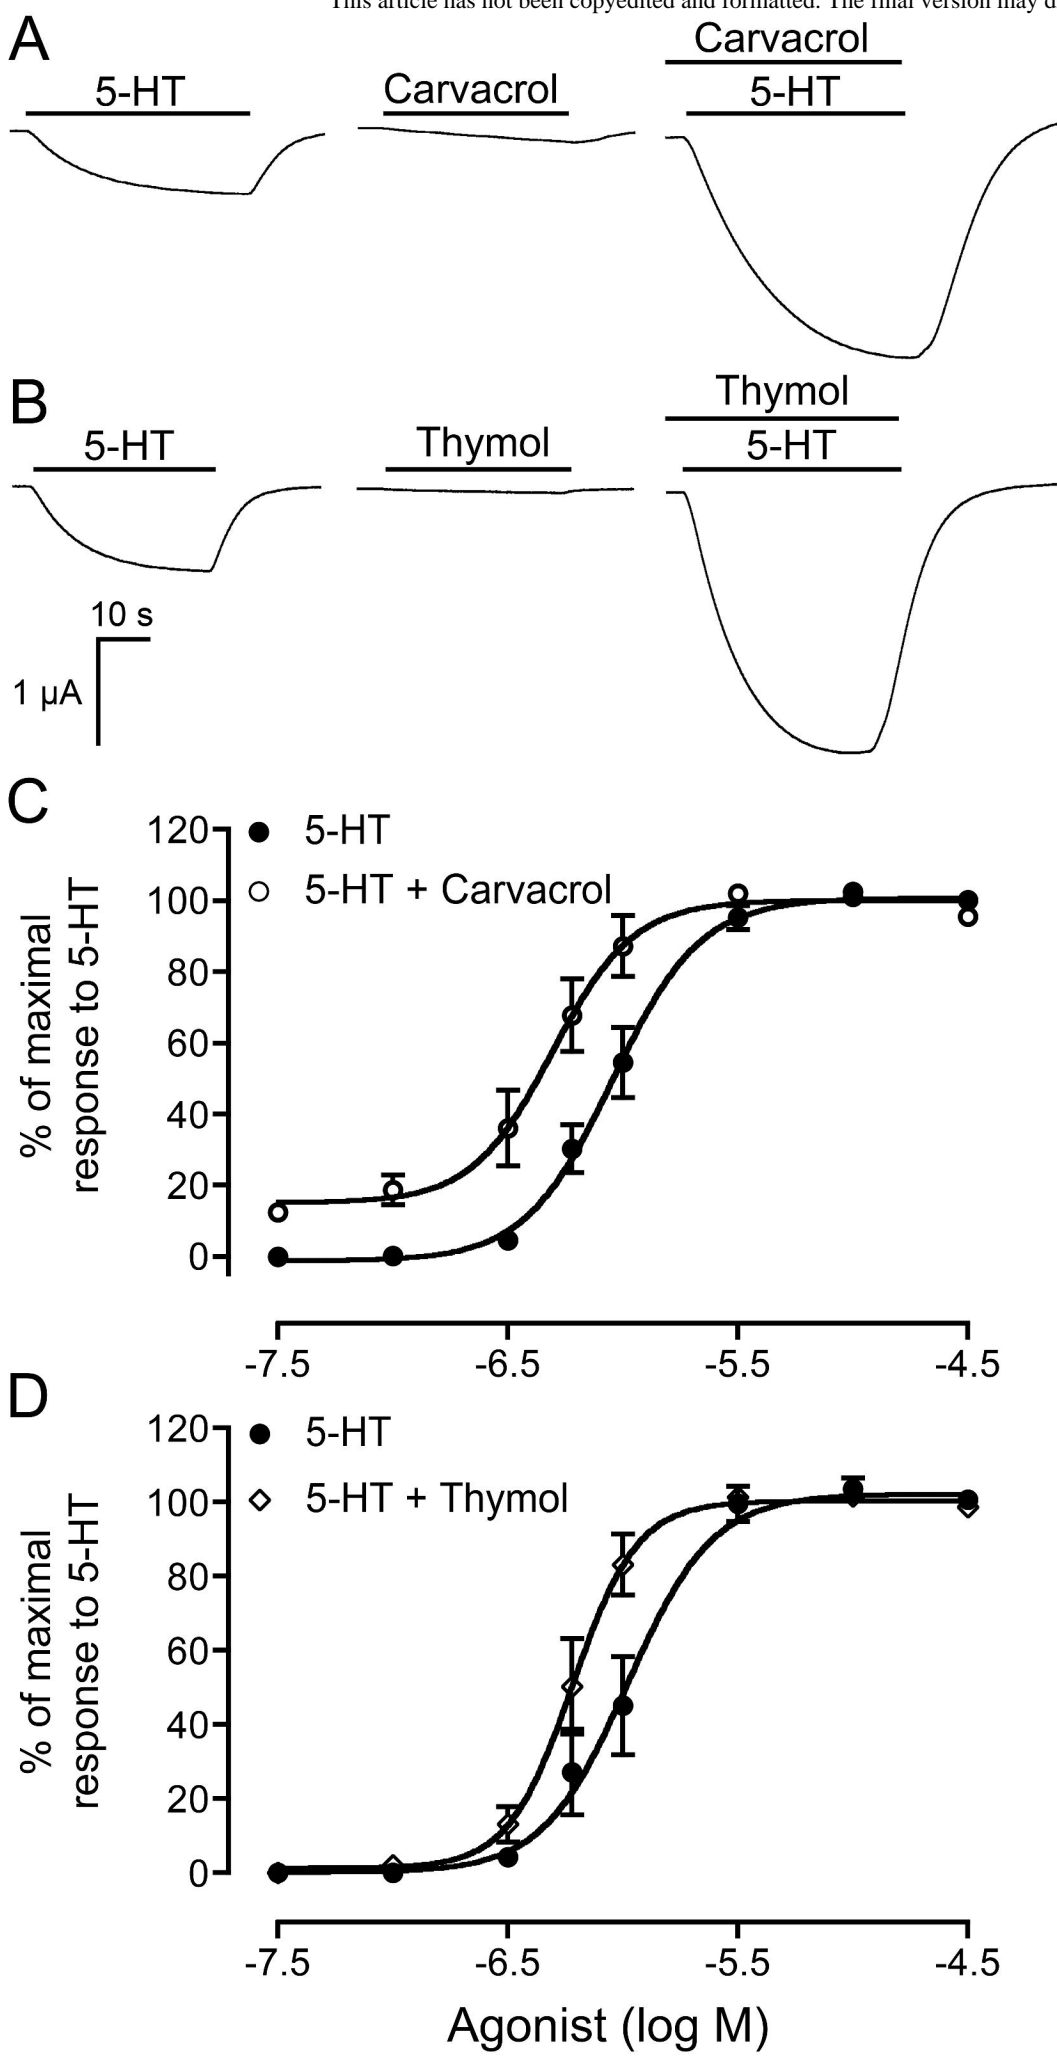 This article has not been copyedited and formatted. The final version may d
A
Carvacrol
5-HT
Carvacrol
5-HT
B
Thymol
5-HT
Thymol
5-HT
10 s
1 µA
C
120
5-HT
5-HT + Carvacrol
100
80
60
40
20
0
% of maximal
response to 5-HT
-7.5
-6.5
-5.5
-4.5
D
120
5-HT
5-HT + Thymol
100
80
60
40
20
0
% of maximal
response to 5-HT
-7.5
-6.5
-5.5
-4.5
Agonist (log M)